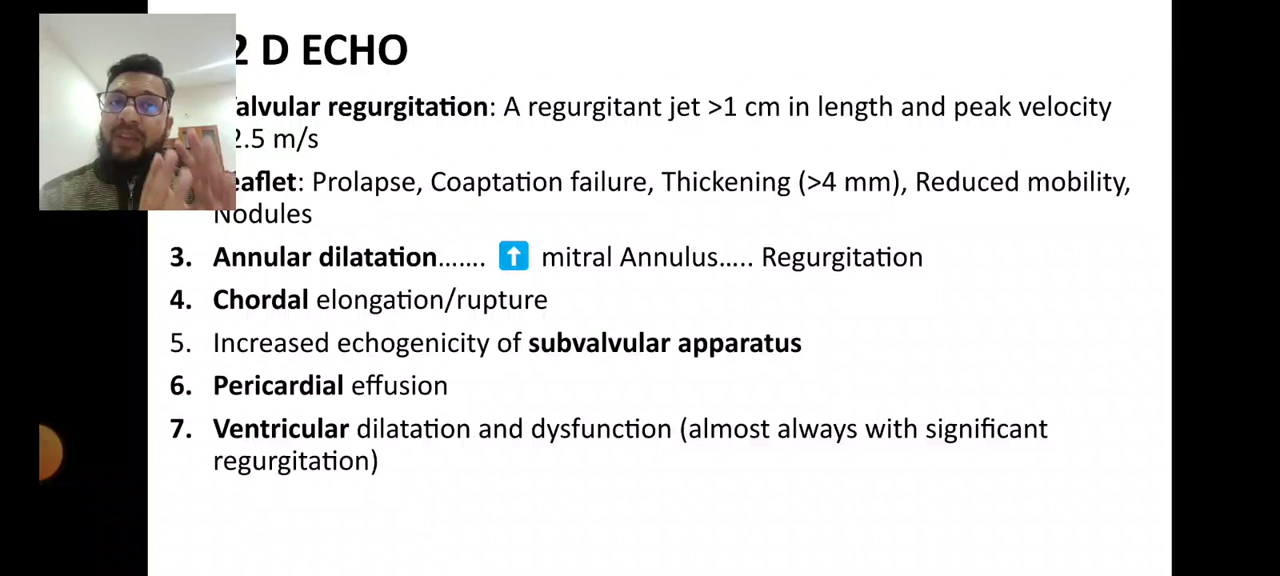 2 D ECHO
alvular regurgitation: A regurgitant jet >1 cm in length and peak velocity
2.5 m/s
eaflet: Prolapse, Coaptation failure, Thickening (>4 mm), Reduced mobility,
Nodules
3. Annular dilatation....... ⬆️ mitral Annulus..... Regurgitation
4. Chordal elongation/rupture
5. Increased echogenicity of subvalvular apparatus
6. Pericardial effusion
7. Ventricular dilatation and dysfunction (almost always with significant
regurgitation)